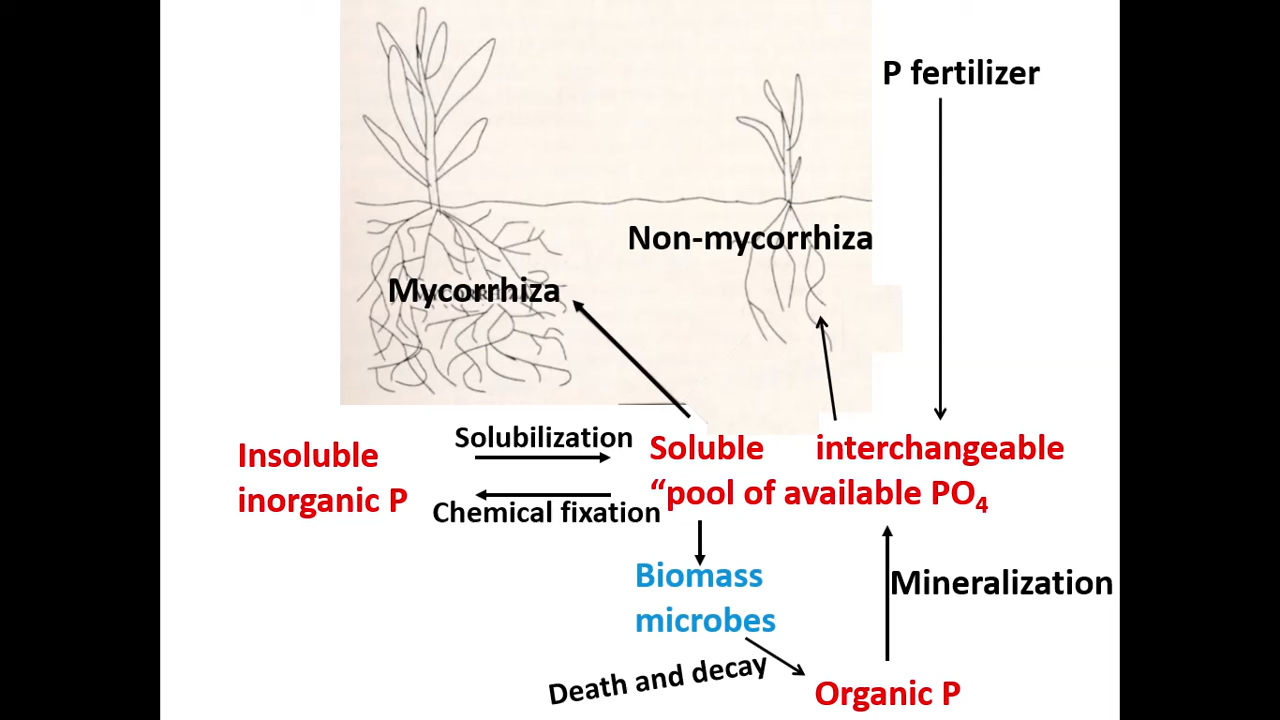 P fertilizer
Non-mycorrhiza
Mycorrhiza
Solubilization
Insoluble
inorganic P
Soluble interchangeable
“pool of available PO4
Chemical fixation
Biomass
microbes
Mineralization
Death and decay
Organic P